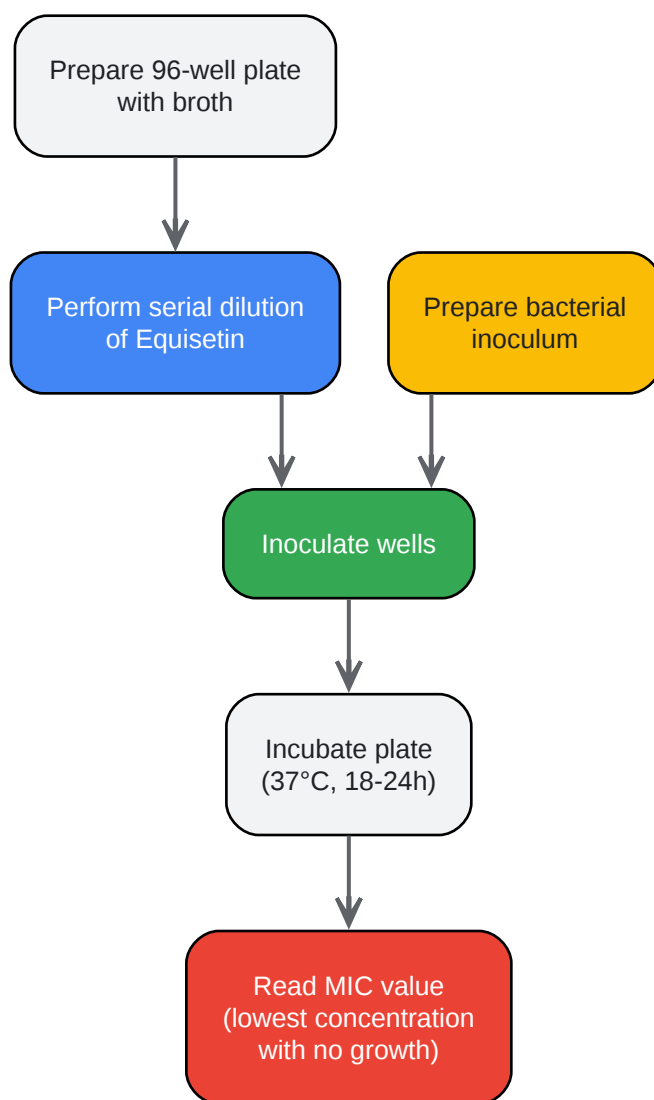 Prepare 96-well plate
with broth
Perform serial dilution
of Equisetin
Prepare bacterial
inoculum
Inoculate wells
Incubate plate
(37°C, 18-24h)
Read MIC value
(lowest concentration
with no growth)